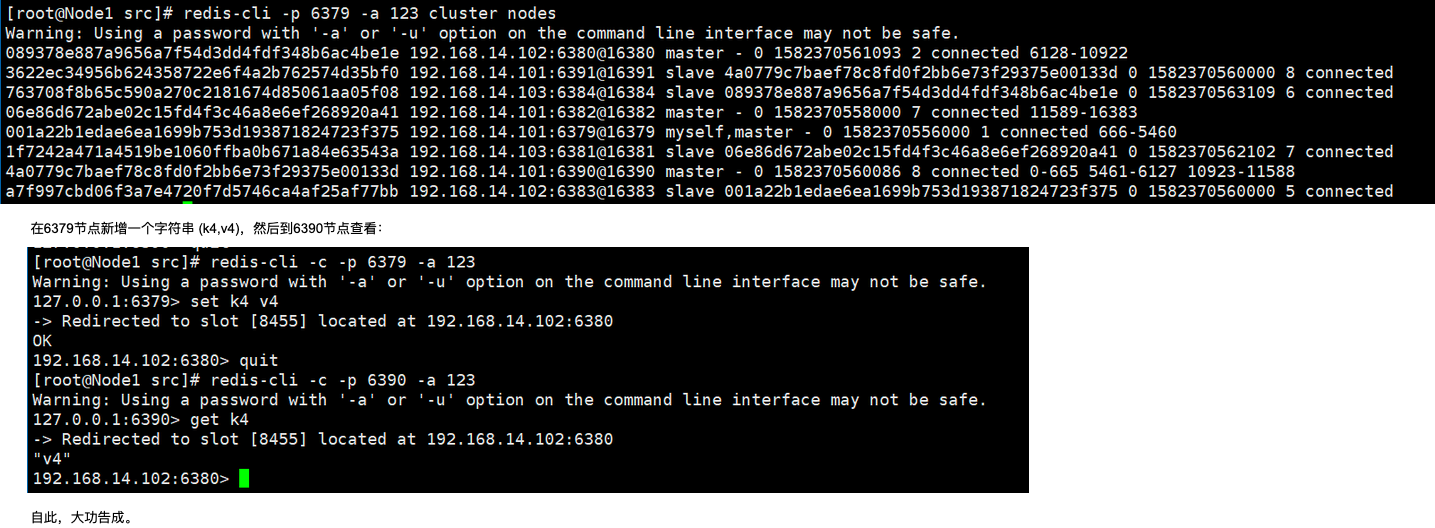 [root@Node1 src]# redis-cli -p 6379 -a 123 cluster nodes
Warning: Using a password with '-a' or '-u' option on the command line interface may not be safe.
089378e887a9656a7f54d3dd4fdf348b6ac4be1e 192.168.14.102:6380@16380 master - 0 1582370561093 2 connected 6128-10922
3622ec34956b624358722e6f4a2b762574d35bf0 192.168.14.101:6391@16391 slave 4a0779c7baef78c8fd0f2bb6e73f29375e00133d 0 1582370560000 8 connected
763708f8b65c590a270c2181674d85061aa05f08 192.168.14.103:6384@16384 slave 089378e887a9656a7f54d3dd4fdf348b6ac4be1e 0 1582370563109 6 connected
06e86d672abe02c15fd4f3c46a8e6ef268920a41 192.168.14.101:6382@16382 master - 0 1582370558000 7 connected 11589-16383
001a22b1edae6ea1699b753d193871824723f375 192.168.14.101:6379@16379 myself,master - 0 1582370556000 1 connected 666-5460
1f7242a471a4519be1060ffba0b671a84e63543a 192.168.14.103:6381@16381 slave 06e86d672abe02c15fd4f3c46a8e6ef268920a41 0 1582370562102 7 connected
4a0779c7baef78c8fd0f2bb6e73f29375e00133d 192.168.14.101:6390@16390 master - 0 1582370560086 8 connected 0-665 5461-6127 10923-11588
a7f997cbd06f3a7e4720f7d5746ca4af25af77bb 192.168.14.102:6383@16383 slave 001a22b1edae6ea1699b753d193871824723f375 0 1582370560000 5 connected
在6379节点新增一个字符串 (k4,v4)，然后到6390节点查看：
[root@Node1 src]# redis-cli -c -p 6379 -a 123
Warning: Using a password with '-a' or '-u' option on the command line interface may not be safe.
127.0.0.1:6379> set k4 v4
-> Redirected to slot [8455] located at 192.168.14.102:6380
OK
192.168.14.102:6380> quit
[root@Node1 src]# redis-cli -c -p 6390 -a 123
Warning: Using a password with '-a' or '-u' option on the command line interface may not be safe.
127.0.0.1:6390> get k4
-> Redirected to slot [8455] located at 192.168.14.102:6380
"v4"
192.168.14.102:6380>
自此，大功告成。